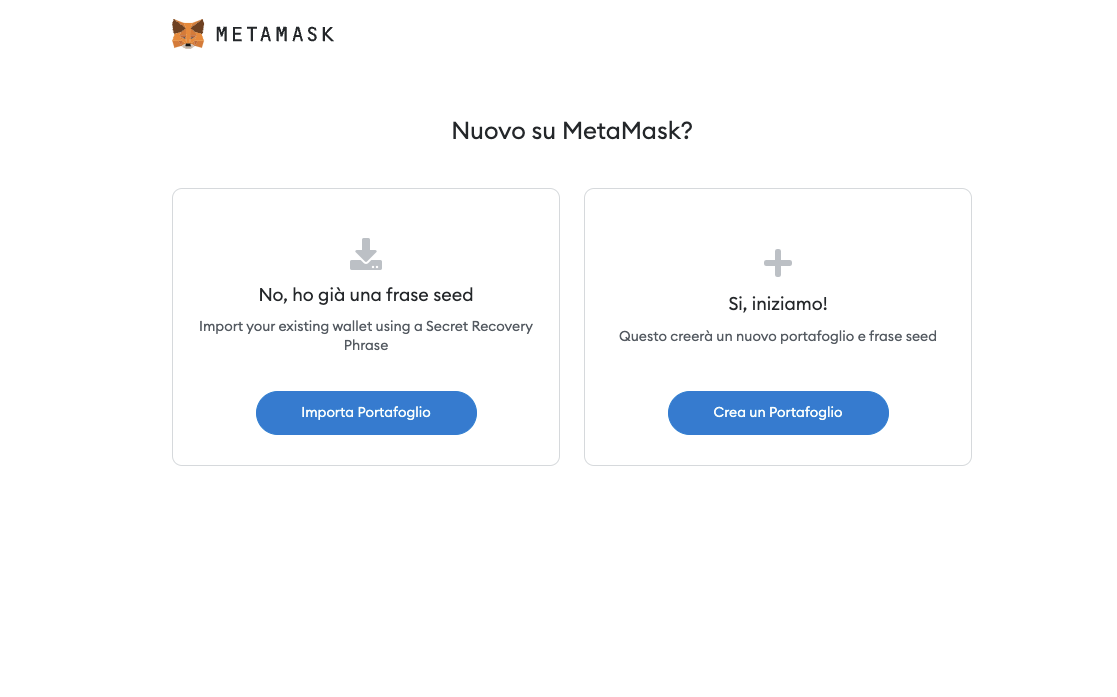 METAMASK
Nuovo su MetaMask?
No, ho già una frase seed
Import your existing wallet using a Secret Recovery
Phrase
Importa Portafoglio
Si, iniziamo!
Questo creerà un nuovo portafoglio e frase seed
Crea un Portafoglio